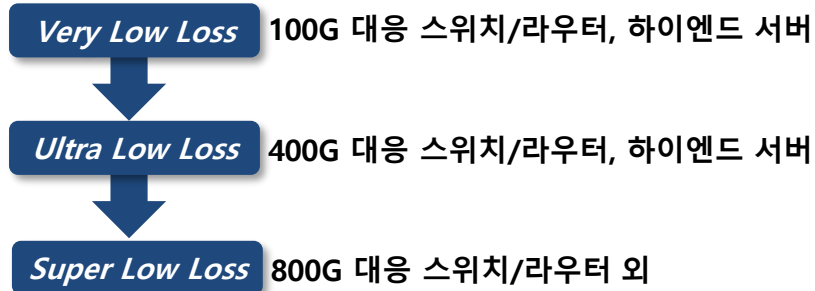 Very Low Loss 100G 대응 스위치/라우터, 하이엔드 서버
Ultra Low Loss 400G 대응 스위치/라우터, 하이엔드 서버
Super Low Loss 800G 대응 스위치/라우터 외